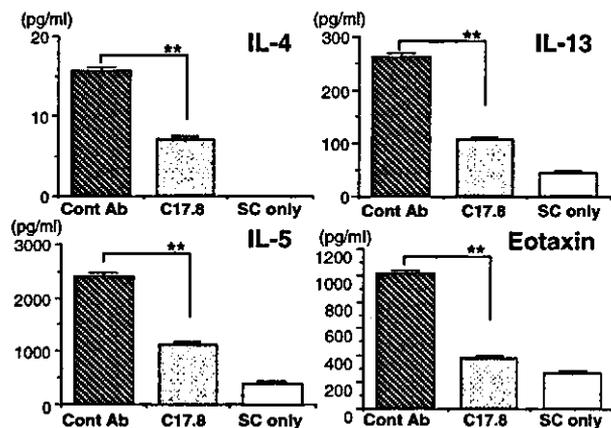 (pg/ml)
IL-4
20
**
15
5
0
Cont Ab C17.8 SC only
(pg/ml)
IL-13
300
**
200
100
0
Cont Ab C17.8 SC only
(pg/ml)
IL-5
3000
**
2000
1000
0
Cont Ab C17.8 SC only
(pg/ml)
Eotaxin
1200
**
1000
800
600
400
200
0
Cont Ab C17.8 SC only